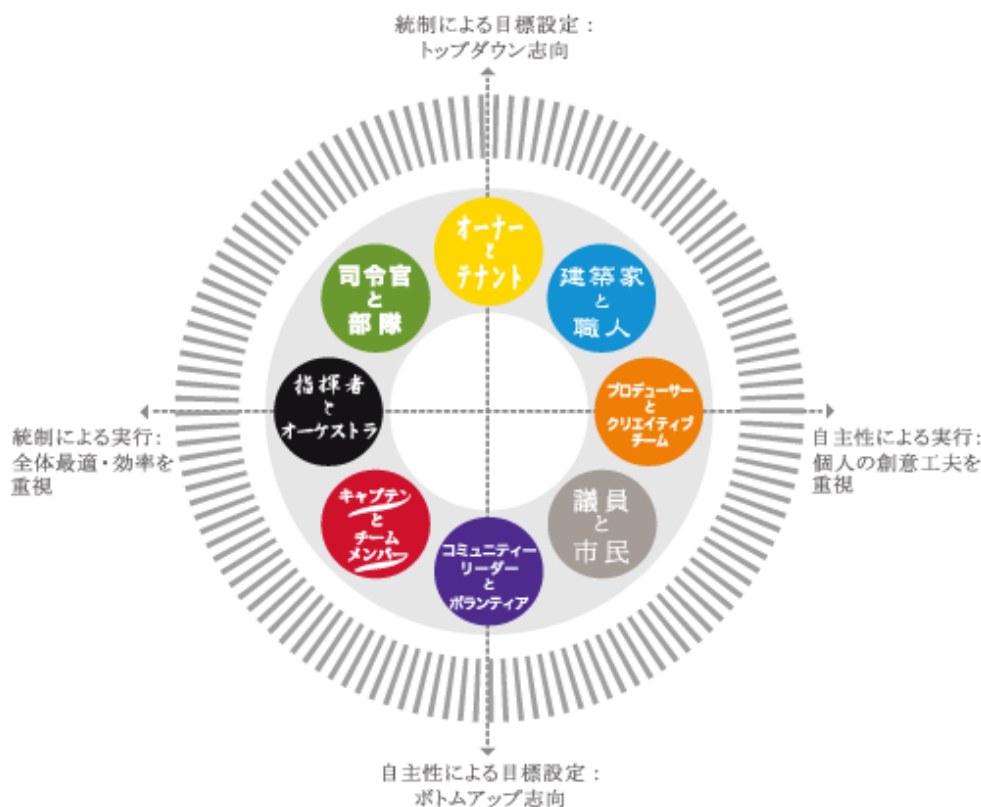 統制による目標設定：
トップダウン志向
オーナー
と
テナント
司令官
と
部隊
建築家
と
職人
指揮者
と
オーケストラ
プロデューサー
と
クリエイティブ
チーム
統制による実行：
全体最適・効率を
重視
自主性による実行：
個人の創意工夫を
重視
キャプテン
と
チーム
メンバー
議員
と
市民
コミュニティー
リーダー
と
ボランティア
自主性による目標設定：
ボトムアップ志向